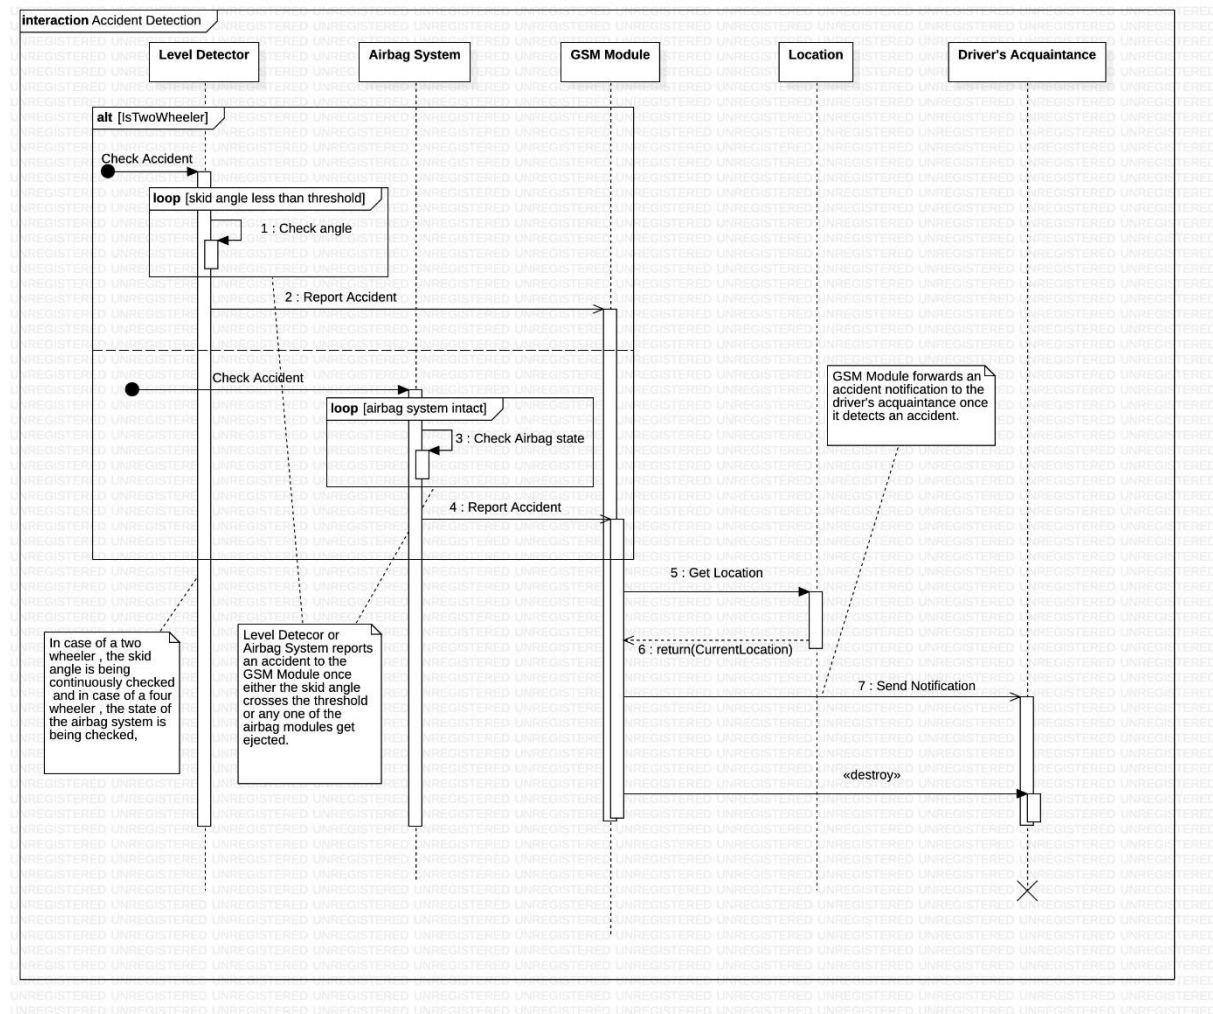 interaction Accident Detection
Level Detector
Airbag System
GSM Module
Location
Driver's Acquaintance
alt [IsTwoWheeler]
Check Accident
loop [skid angle less than threshold]
1 : Check angle
2 : Report Accident
Check Accident
loop [airbag system intact]
3 : Check Airbag state
4 : Report Accident
GSM Module forwards an
accident notification to the
driver's acquaintance once
it detects an accident.
5 : Get Location
6 : return(CurrentLocation)
7 : Send Notification
«destroy»
In case of a two
wheeler , the skid
angle is being
continuously checked
and in case of a four
wheeler , the state of
the airbag system is
being checked,
Level Detecor or
Airbag System reports
an accident to the
GSM Module once
either the skid angle
crosses the threshold
or any one of the
airbag modules get
ejected.
UNREGISTERED